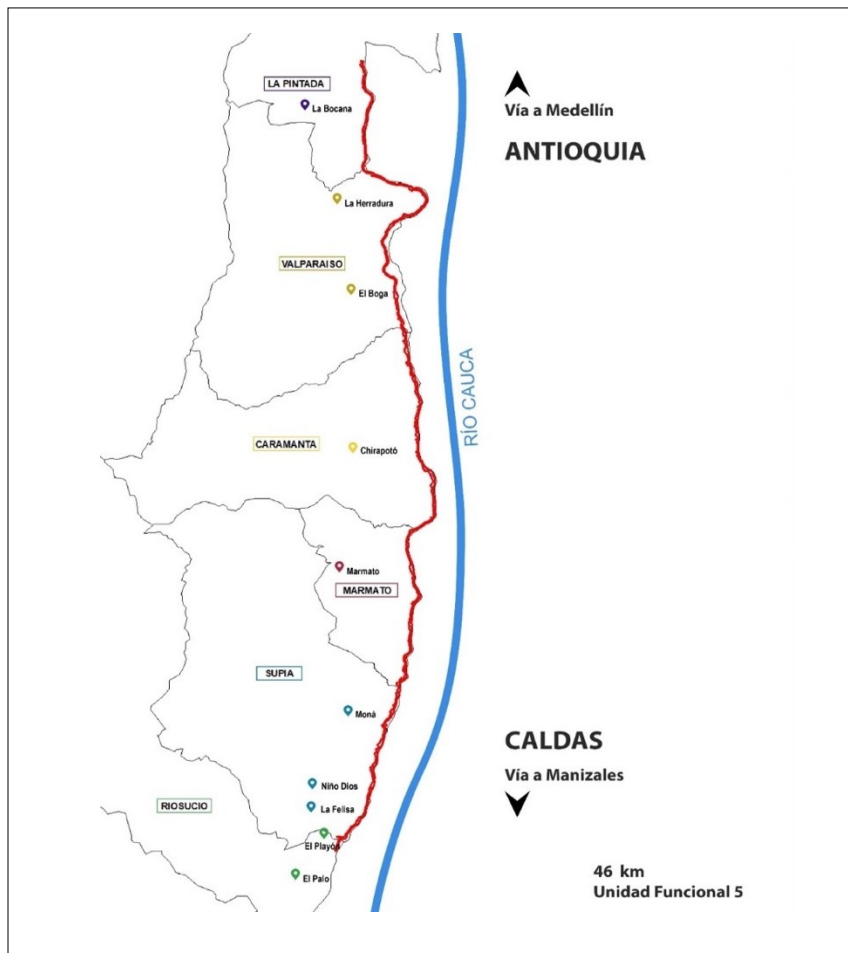 LA PINTADA
La Bocana
Vía a Medellín
ANTIOQUIA
La Herradura
VALPARAISO
El Boga
RÍO CAUCA
CARAMANTA
Chirapotó
Marmato
MARMATO
SUPIA
Moná
CALDAS
Vía a Manizales
Niño Dios
RIOSUCIO
La Felisa
El Playón
El Palo
46 km
Unidad Funcional 5